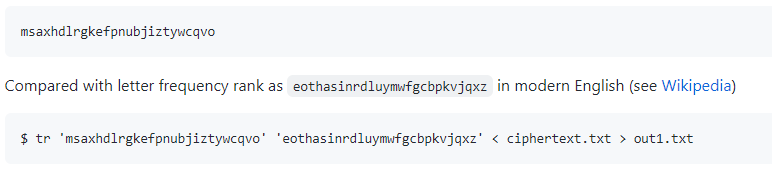 msaxhdlrgkefpnubjiztywcqvo
Compared with letter frequency rank as eothasinrdluymwfgcbpkvjqxz in modern English (see Wikipedia)
$ tr 'msaxhdlrgkefpnubjiztywcqvo' 'eothasinrdluymwfgcbpkvjqxz' < ciphertext.txt > out1.txt